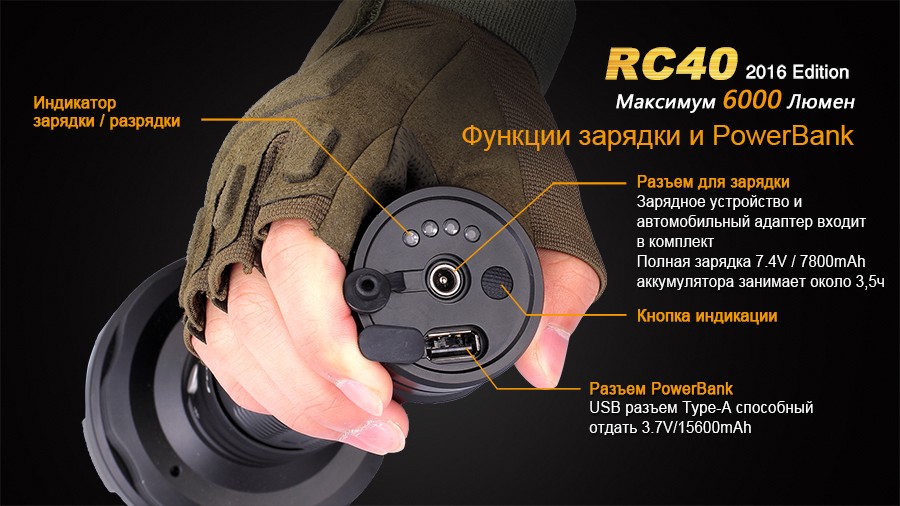 RC40 2016 Edition
Максимум 6000 Люмен
Функции зарядки и PowerBank
Индикатор
зарядки / разрядки
Разъем для зарядки
Зарядное устройство и
автомобильный адаптер входит
в комплект
Полная зарядка 7.4V / 7800mAh
аккумулятора занимает около 3,5ч
Кнопка индикации
Разъем PowerBank
USB разъем Type-A способный
отдать 3.7V/15600mAh